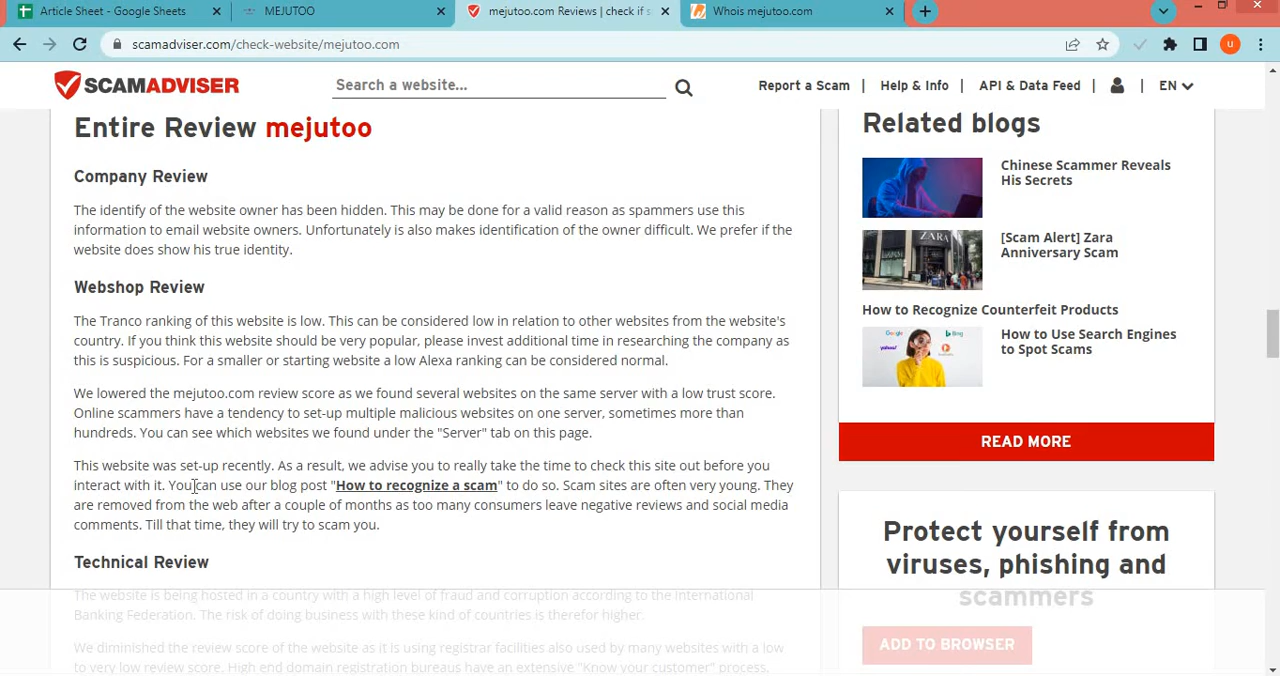 Article Sheet - Google Sheets
MEJUTOO
mejutoo.com Reviews | check if s
Whois mejutoo.com
scamadviser.com/check-website/mejutoo.com
u
SCAMADVISER
Search a website...
Report a Scam | Help & Info | API & Data Feed | EN
Entire Review mejutoo
Company Review
The identify of the website owner has been hidden. This may be done for a valid reason as spammers use this
information to email website owners. Unfortunately is also makes identification of the owner difficult. We prefer if the
website does show his true identity.
Webshop Review
The Tranco ranking of this website is low. This can be considered low in relation to other websites from the website's
country. If you think this website should be very popular, please invest additional time in researching the company as
this is suspicious. For a smaller or starting website a low Alexa ranking can be considered normal.
We lowered the mejutoo.com review score as we found several websites on the same server with a low trust score.
Online scammers have a tendency to set-up multiple malicious websites on one server, sometimes more than
hundreds. You can see which websites we found under the "Server" tab on this page.
This website was set-up recently. As a result, we advise you to really take the time to check this site out before you
interact with it. You can use our blog post "How to recognize a scam" to do so. Scam sites are often very young. They
are removed from the web after a couple of months as too many consumers leave negative reviews and social media
comments. Till that time, they will try to scam you.
Technical Review
The website is being hosted in a country with a high level of fraud and corruption according to the International
Banking Federation. The risk of doing business with these kind of countries is therefor higher.
We diminished the review score of the website as it is using registrar facilities also used by many websites with a low
to very low review score. High end domain registration bureaus have an extensive "Know your customer" process.
Related blogs
Chinese Scammer Reveals
His Secrets
ZARA
[Scam Alert] Zara
Anniversary Scam
How to Recognize Counterfeit Products
Google
Bing
yahoo!
How to Use Search Engines
to Spot Scams
READ MORE
Protect yourself from
viruses, phishing and
scammers
ADD TO BROWSER